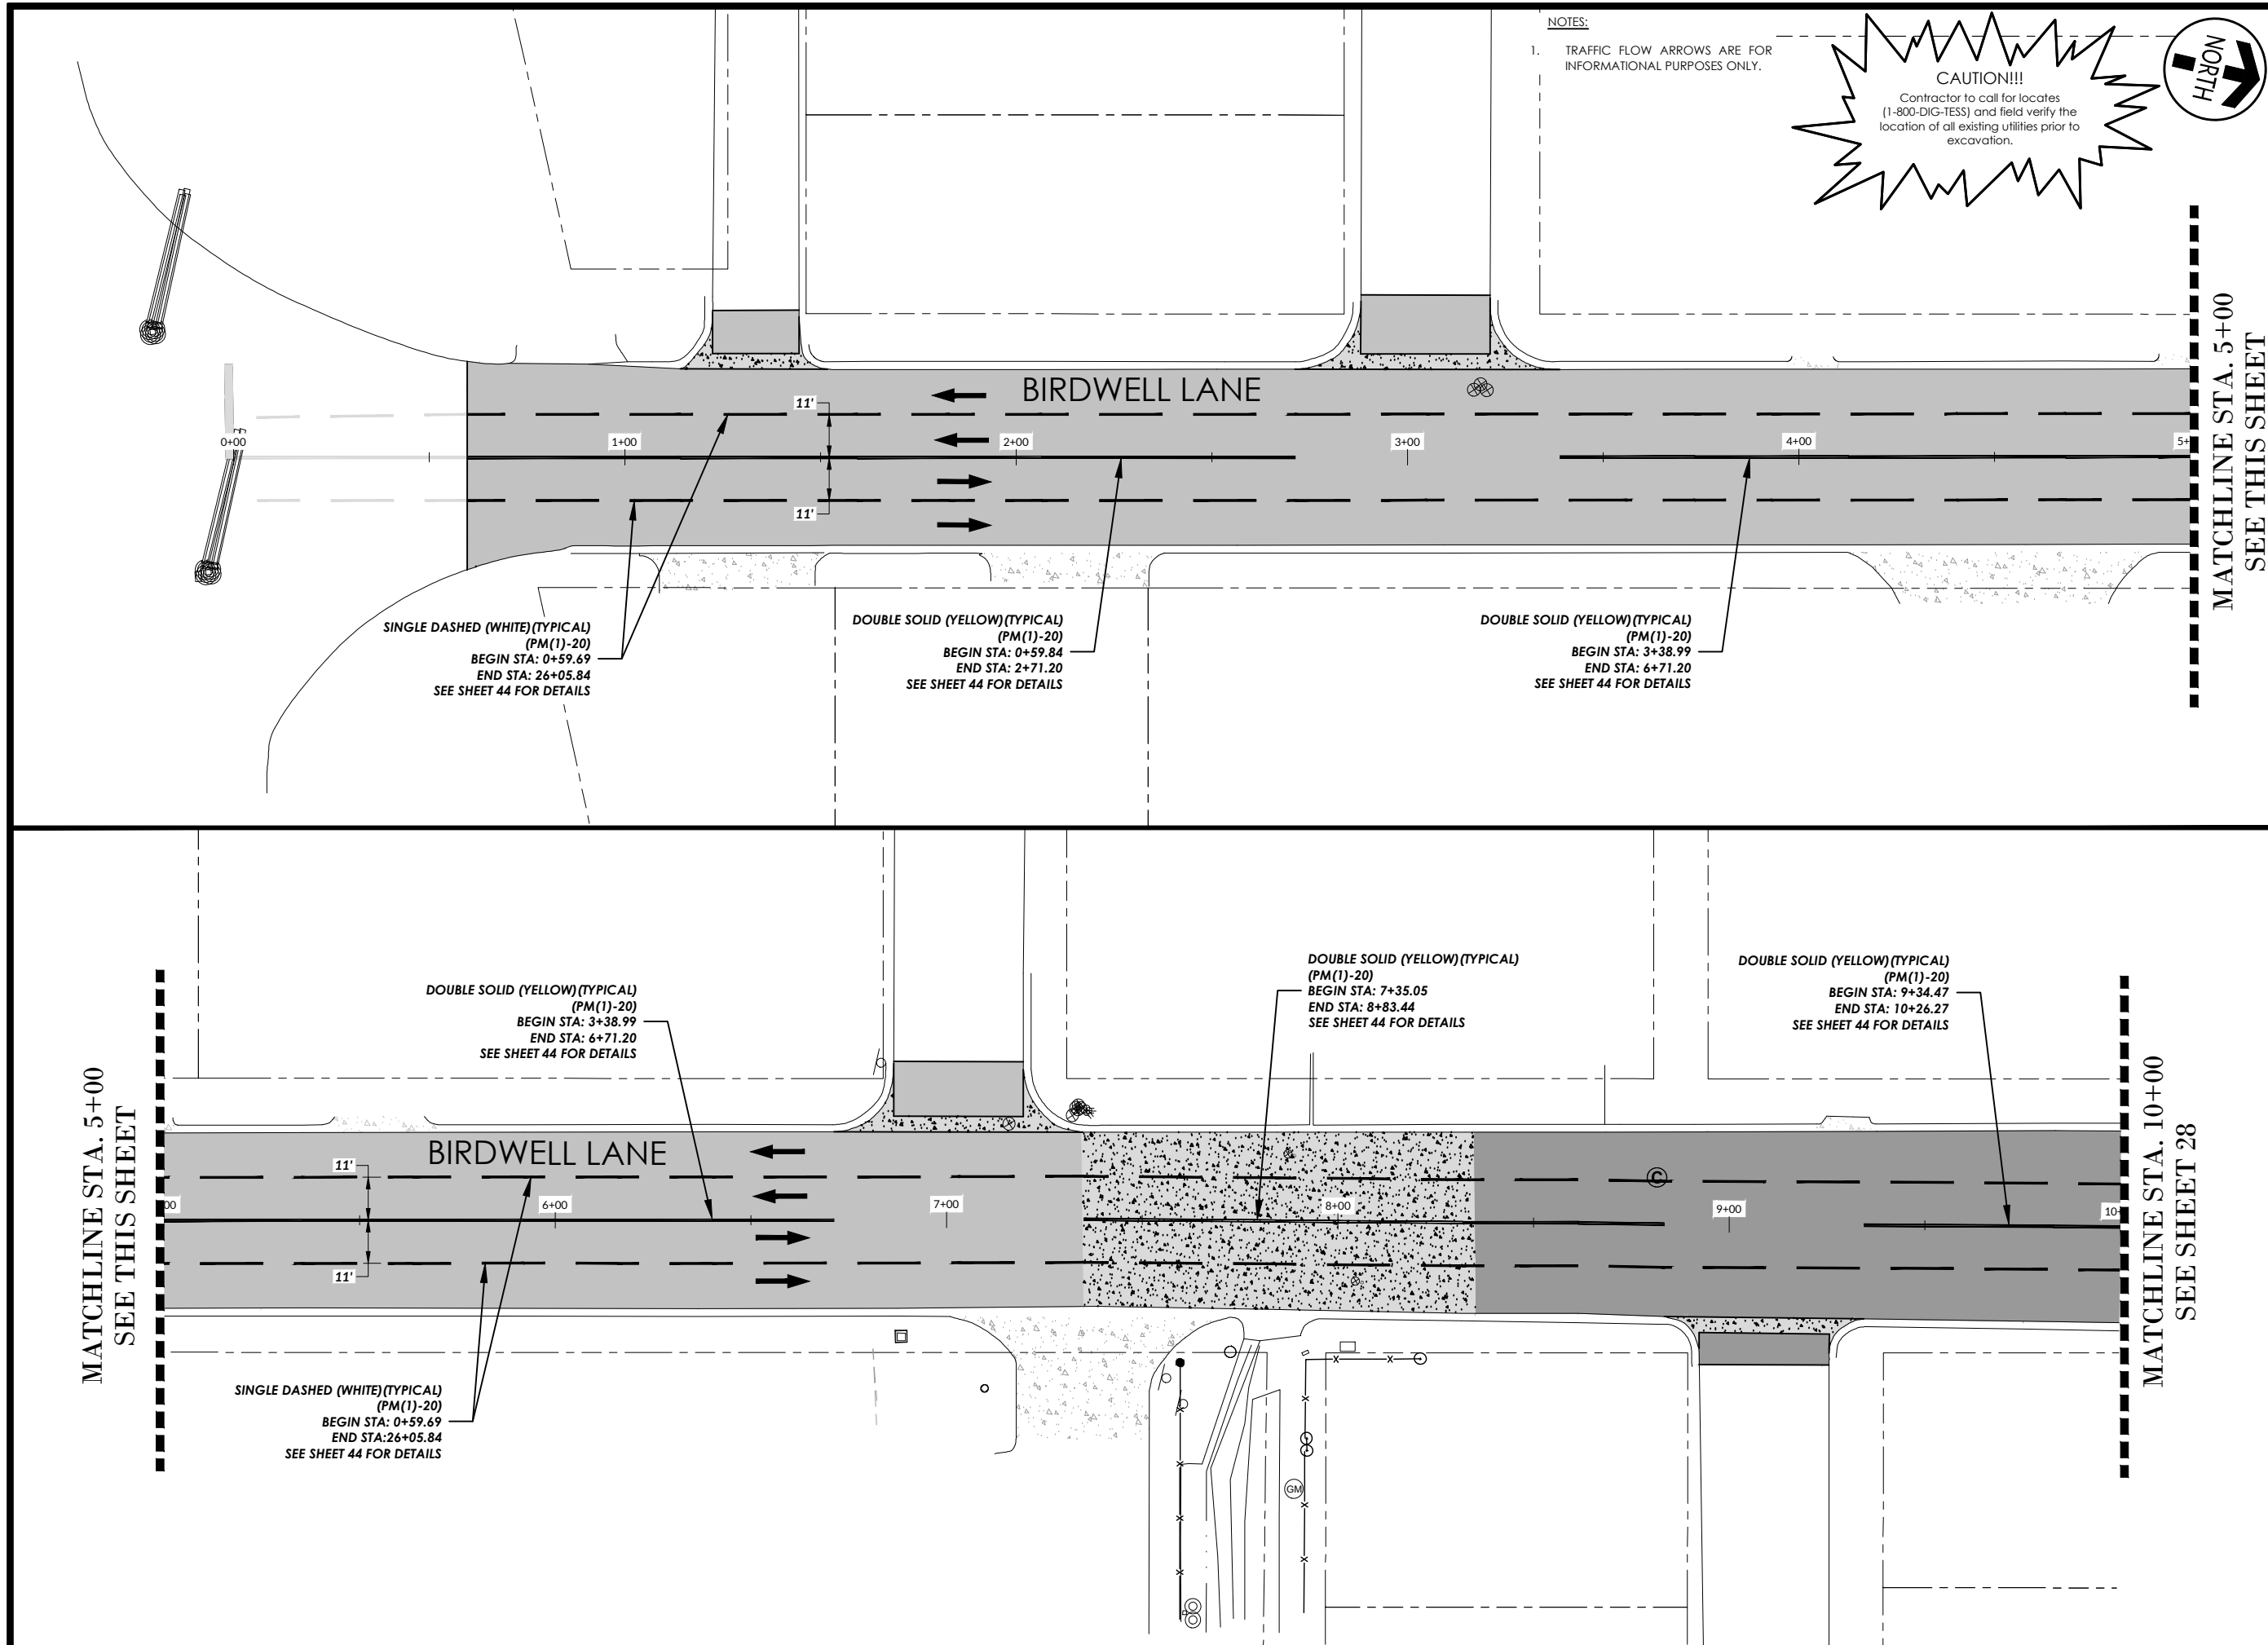 NOTES:
1. TRAFFIC FLOW ARROWS ARE FOR
INFORMATIONAL PURPOSES ONLY.
CAUTION!!!
Contractor to call for locates
(1-800-DIG-TESS) and field verify the
location of all existing utilities prior to
excavation.
NORTH
BIRDWELL LANE
11'
0+00
1+00
2+00
3+00
4+00
5+
11'
MATCHLINE STA. 5+00
SEE THIS SHEET
SINGLE DASHED (WHITE)(TYPICAL)
(PM(1)-20)
BEGIN STA: 0+59.69
END STA: 26+05.84
SEE SHEET 44 FOR DETAILS
DOUBLE SOLID (YELLOW)(TYPICAL)
(PM(1)-20)
BEGIN STA: 0+59.84
END STA: 2+71.20
SEE SHEET 44 FOR DETAILS
DOUBLE SOLID (YELLOW)(TYPICAL)
(PM(1)-20)
BEGIN STA: 3+38.99
END STA: 6+71.20
SEE SHEET 44 FOR DETAILS
DOUBLE SOLID (YELLOW)(TYPICAL)
(PM(1)-20)
BEGIN STA: 3+38.99
END STA: 6+71.20
SEE SHEET 44 FOR DETAILS
DOUBLE SOLID (YELLOW)(TYPICAL)
(PM(1)-20)
BEGIN STA: 7+35.05
END STA: 8+83.44
SEE SHEET 44 FOR DETAILS
DOUBLE SOLID (YELLOW)(TYPICAL)
(PM(1)-20)
BEGIN STA: 9+34.47
END STA: 10+26.27
SEE SHEET 44 FOR DETAILS
MATCHLINE STA. 5+00
SEE THIS SHEET
BIRDWELL LANE
11'
C
00
6+00
7+00
8+00
9+00
10+
11'
MATCHLINE STA. 10+00
SEE SHEET 28
SINGLE DASHED (WHITE)(TYPICAL)
(PM(1)-20)
BEGIN STA: 0+59.69
END STA:26+05.84
SEE SHEET 44 FOR DETAILS
GM